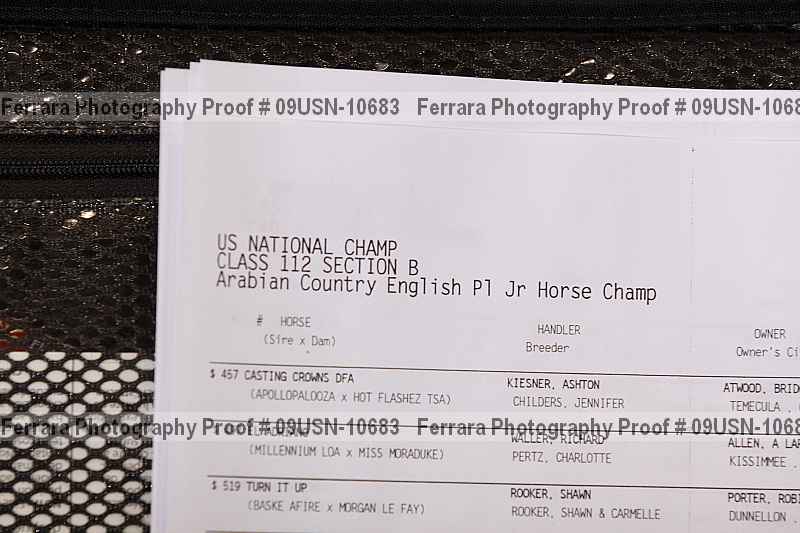 Ferrara Photography Proof # 09USN-10683 Ferrara Photography Proof # 09USN-1068
US NATIONAL CHAMP
CLASS 112 SECTION B
Arabian Country English Pl Jr Horse Champ
# HORSE HANDLER OWNER
(Sire x Dam) Breeder Owner's Ci
$ 457 CASTING CROWNS DFA KIESNER, ASHTON ATWOOD, BRID
(APOLLOPALOOZA x HOT FLASHEZ TSA) CHILDERS, JENNIFER TEMECULA ,
Ferrara Photography Proof # 09USN-10683 Ferrara Photography Proof # 09USN-1068
WALLER, RICHARD ALLEN, A LAR
(MILLENNIUM LOA x MISS MORADUKE) PERTZ, CHARLOTTE KISSIMMEE ,
$ 519 TURN IT UP ROOKER, SHAWN PORTER, ROBI
(BASKE AFIRE x MORGAN LE FAY) ROOKER, SHAWN & CARMELLE DUNNELLON ,